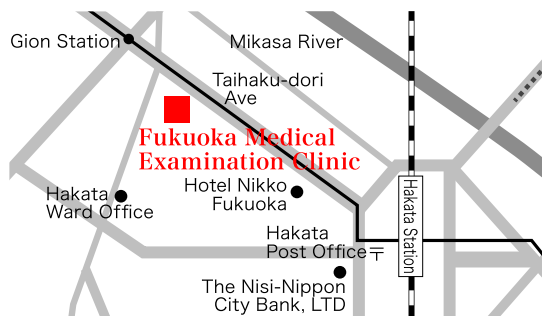 Gion Station
Mikasa River
Taihaku-dori
Ave
Fukuoka Medical
Examination Clinic
Hakata
Ward Office
Hotel Nikko
Fukuoka
Hakata Station
Hakata
Post Office〒
The Nisi-Nippon
City Bank, LTD